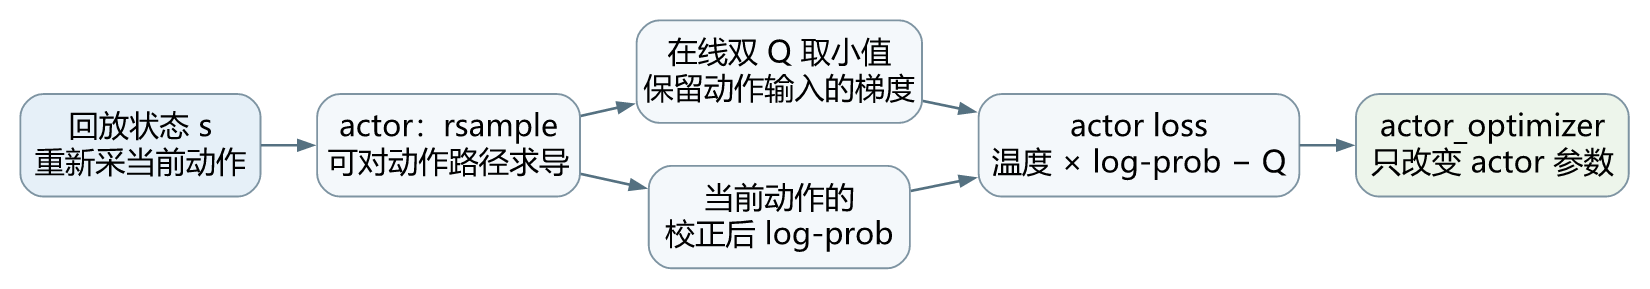 回放状态 s
重新采当前动作
actor：rsample
可对动作路径求导
在线双 Q 取小值
保留动作输入的梯度
当前动作的
校正后 log-prob
actor loss
温度 × log-prob − Q
actor_optimizer
只改变 actor 参数